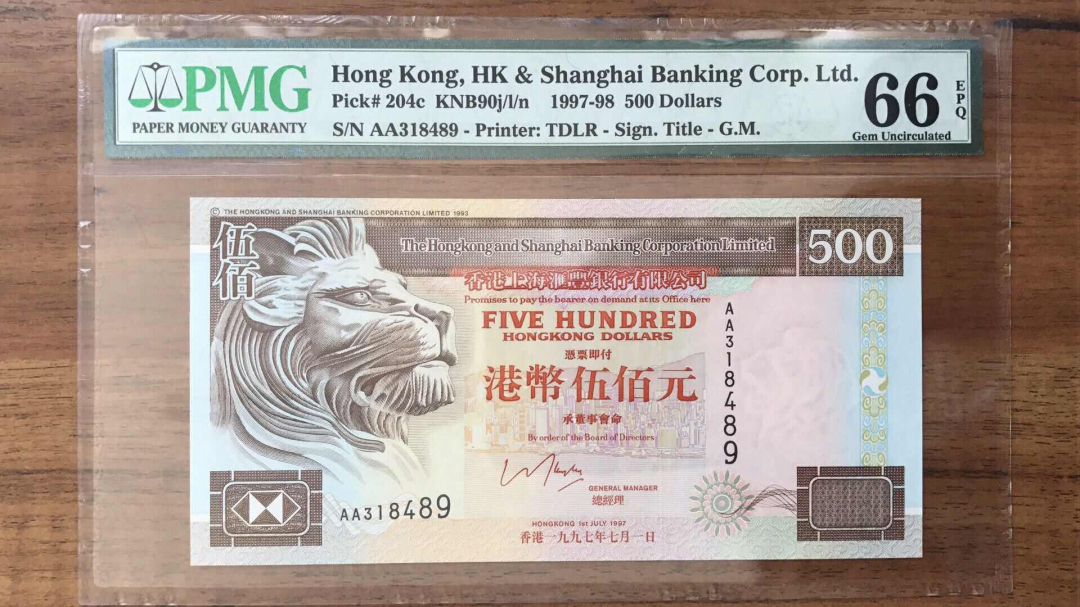 PMG
PAPER MONEY GUARANTY
Hong Kong, HK & Shanghai Banking Corp. Ltd.
Pick# 204c KNB90j/l/n 1997-98 500 Dollars
S/N AA318489 - Printer: TDLR - Sign. Title - G.M.
66
EPQ
Gem Uncirculated
© THE HONGKONG AND SHANGHAI BANKING CORPORATION LIMITED 1993
伍佰
The Hongkong and Shanghai Banking Corporation Limited
500
香港上海滙豐銀行有限公司
Promises to pay the bearer on demand at its Office here
FIVE HUNDRED
HONGKONG DOLLARS
憑票即付
港幣伍佰元
承董事會命
By order of the Board of Directors
AA318489
GENERAL MANAGER
總經理
AA318489
HONGKONG 1st JULY 1997
香港一九九七年七月一日